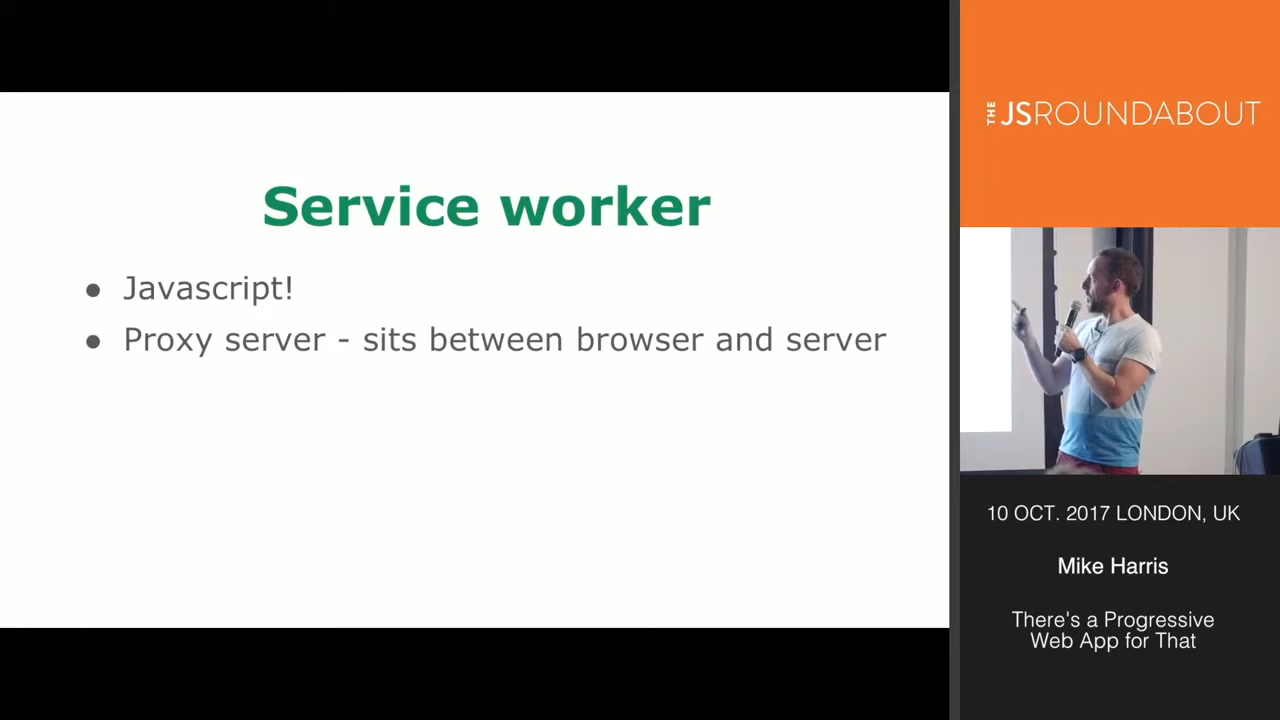 Service worker
● Javascript!
● Proxy server - sits between browser and server
THE JSROUNDABOUT
10 OCT. 2017 LONDON, UK
Mike Harris
There's a Progressive
Web App for That